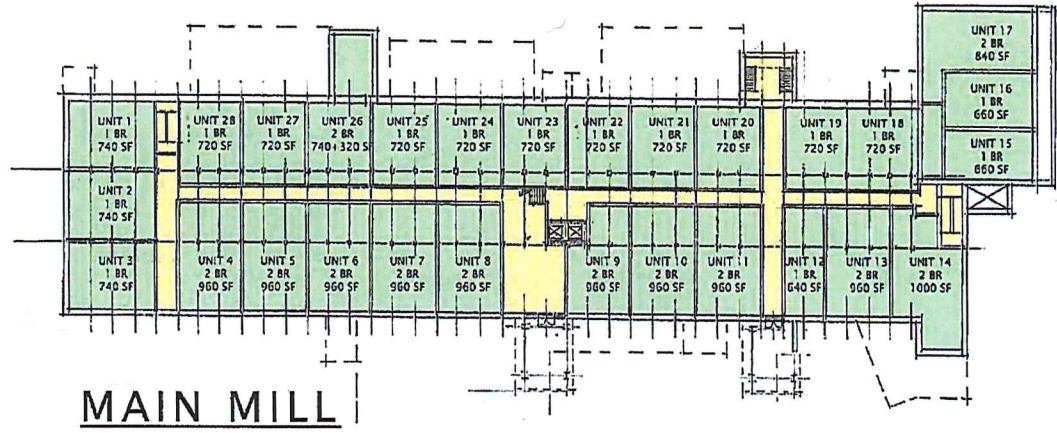 UNIT 17
2 BR
840 SF
UNIT 16
1 BR
660 SF
UNIT 15
1 BR
660 SF
UNIT 1
1 BR
740 SF
UNIT 28
1 BR
720 SF
UNIT 27
1 BR
720 SF
UNIT 26
2 BR
740+320 SF
UNIT 25
1 BR
720 SF
UNIT 24
1 BR
720 SF
UNIT 23
1 BR
720 SF
UNIT 22
1 BR
720 SF
UNIT 21
1 BR
720 SF
UNIT 20
1 BR
720 SF
UNIT 19
1 BR
720 SF
UNIT 18
1 BR
720 SF
UNIT 2
1 BR
740 SF
UNIT 3
1 BR
740 SF
UNIT 4
2 BR
960 SF
UNIT 5
2 BR
960 SF
UNIT 6
2 BR
960 SF
UNIT 7
2 BR
960 SF
UNIT 8
2 BR
960 SF
UNIT 9
2 BR
SF
UNIT 10
2 BR
960 SF
UNIT 11
2 BR
960 SF
UNIT 12
1 BR
640 SF
UNIT 13
2 BR
960 SF
UNIT 14
2 BR
1000 SF
MAIN MILL